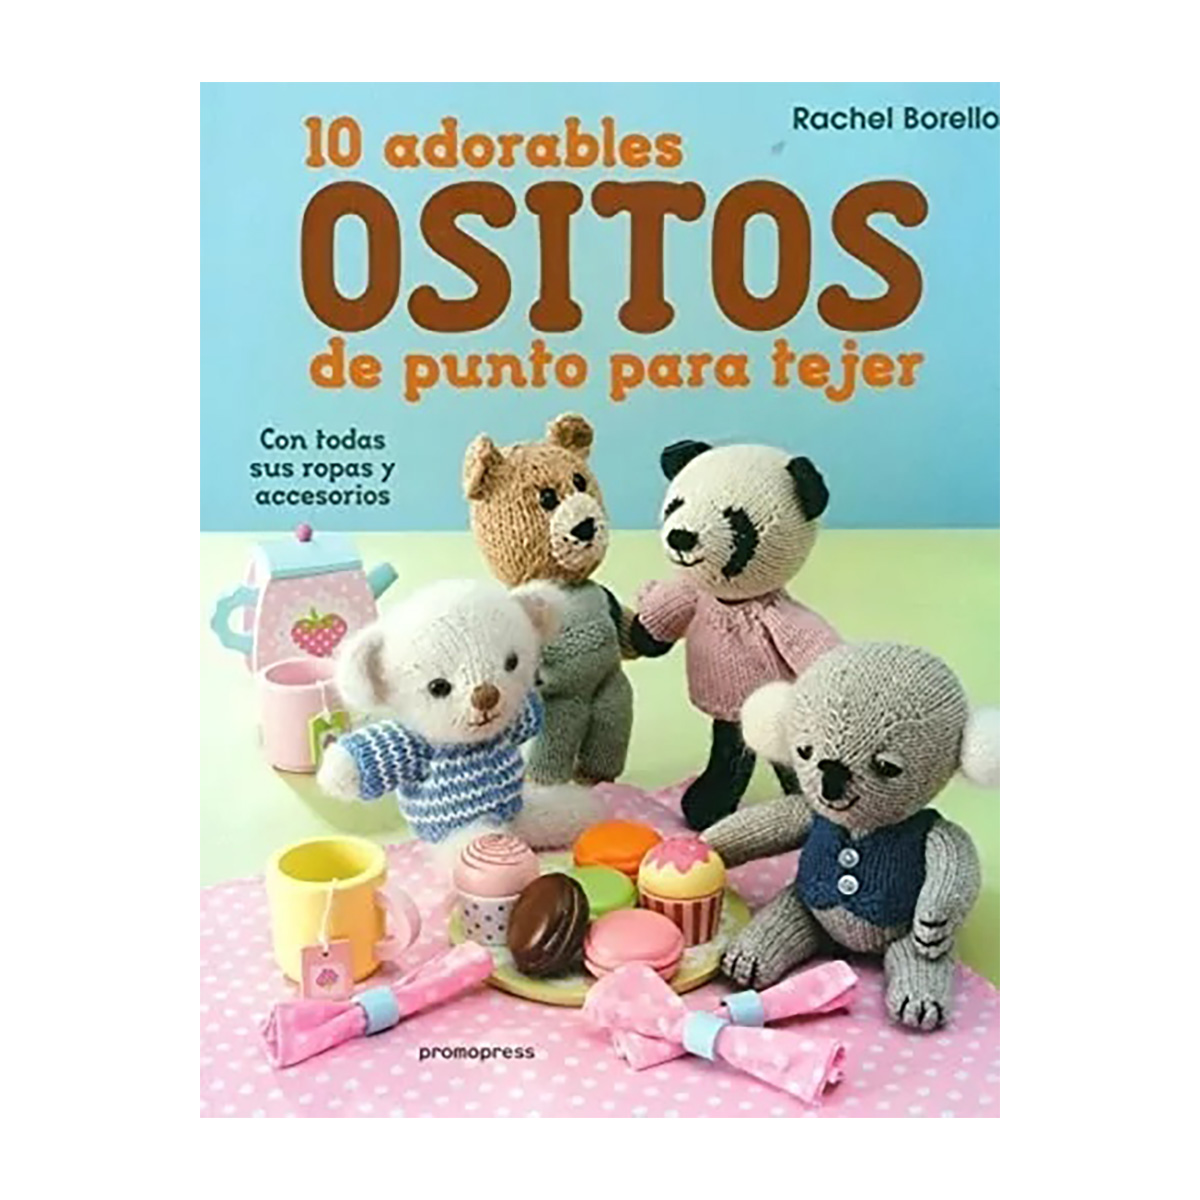 Rachel Borello
10 adorables
OSITOS
de punto para tejer
Con todas
sus ropas y
accesorios
promopress